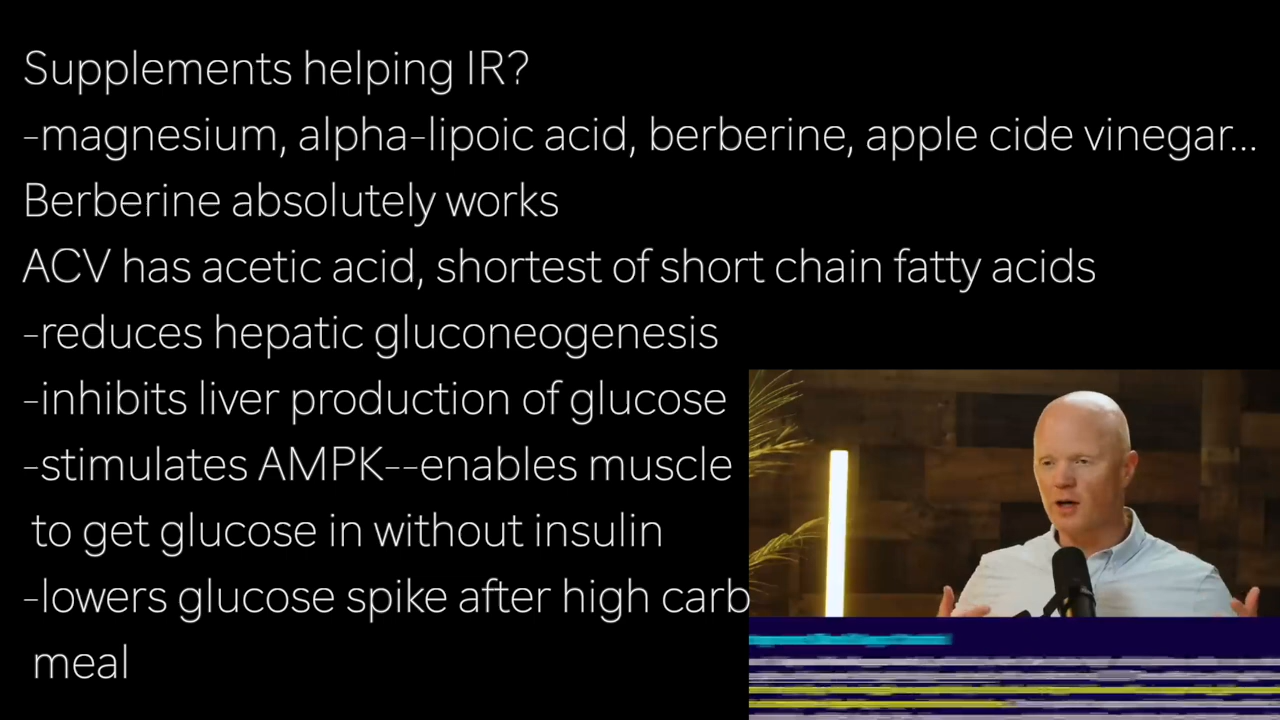 Supplements helping IR?
-magnesium, alpha-lipoic acid, berberine, apple cide vinegar...
Berberine absolutely works
ACV has acetic acid, shortest of short chain fatty acids
-reduces hepatic gluconeogenesis
-inhibits liver production of glucose
-stimulates AMPK--enables muscle
to get glucose in without insulin
-lowers glucose spike after high carb
meal